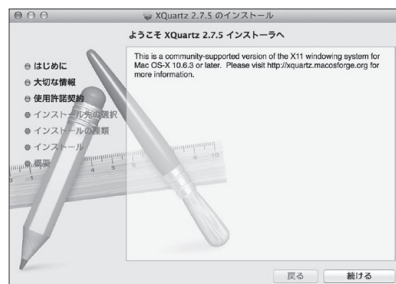 XQuartz 2.7.5 のインストール
ようこそ XQuartz 2.7.5 インストーラへ
はじめに
大切な情報
使用許諾契約
インストール先の選択
インストールの種類
インストール
概要
This is a community-supported version of the X11 windowing system for
Mac OS-X 10.6.3 or later. Please visit http://xquartz.macosforge.org for
more information.
戻る
続ける